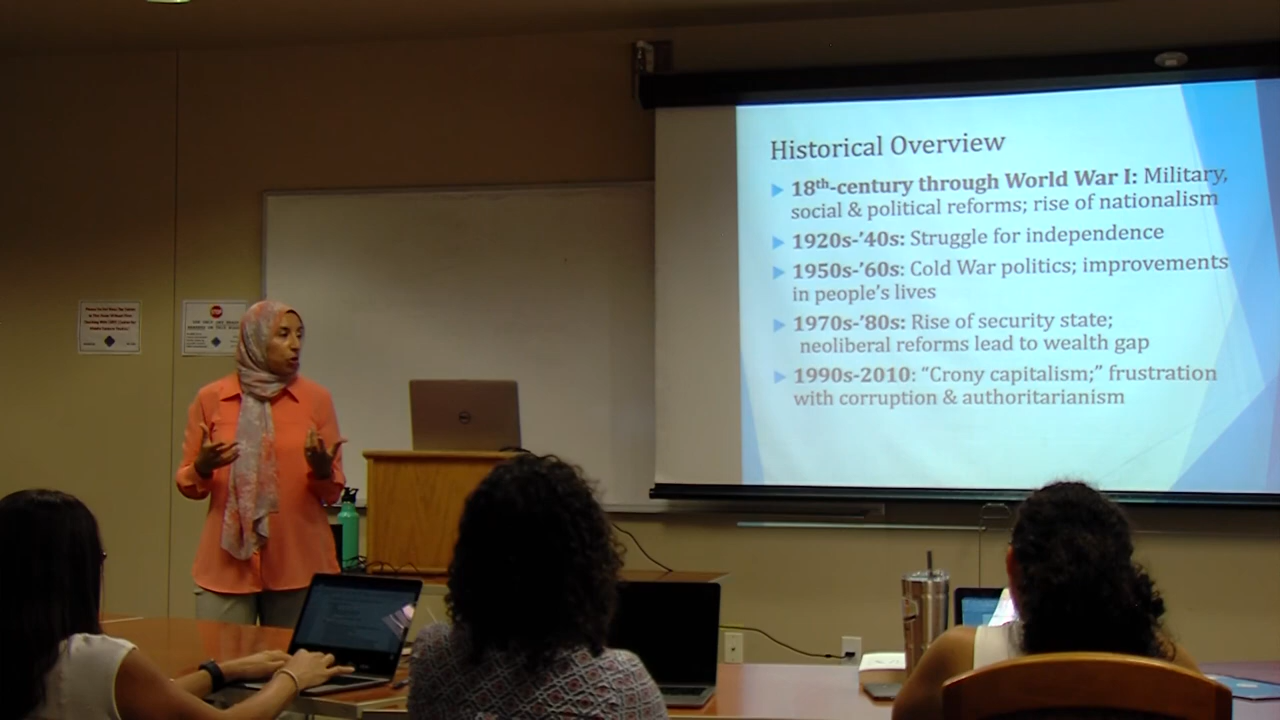 Historical Overview
18th-century through World War I: Military,
social & political reforms; rise of nationalism
1920s-'40s: Struggle for independence
1950s-'60s: Cold War politics; improvements
in people's lives
1970s-'80s: Rise of security state;
neoliberal reforms lead to wealth gap
1990s-2010: “Crony capitalism;” frustration
with corruption & authoritarianism
DELL